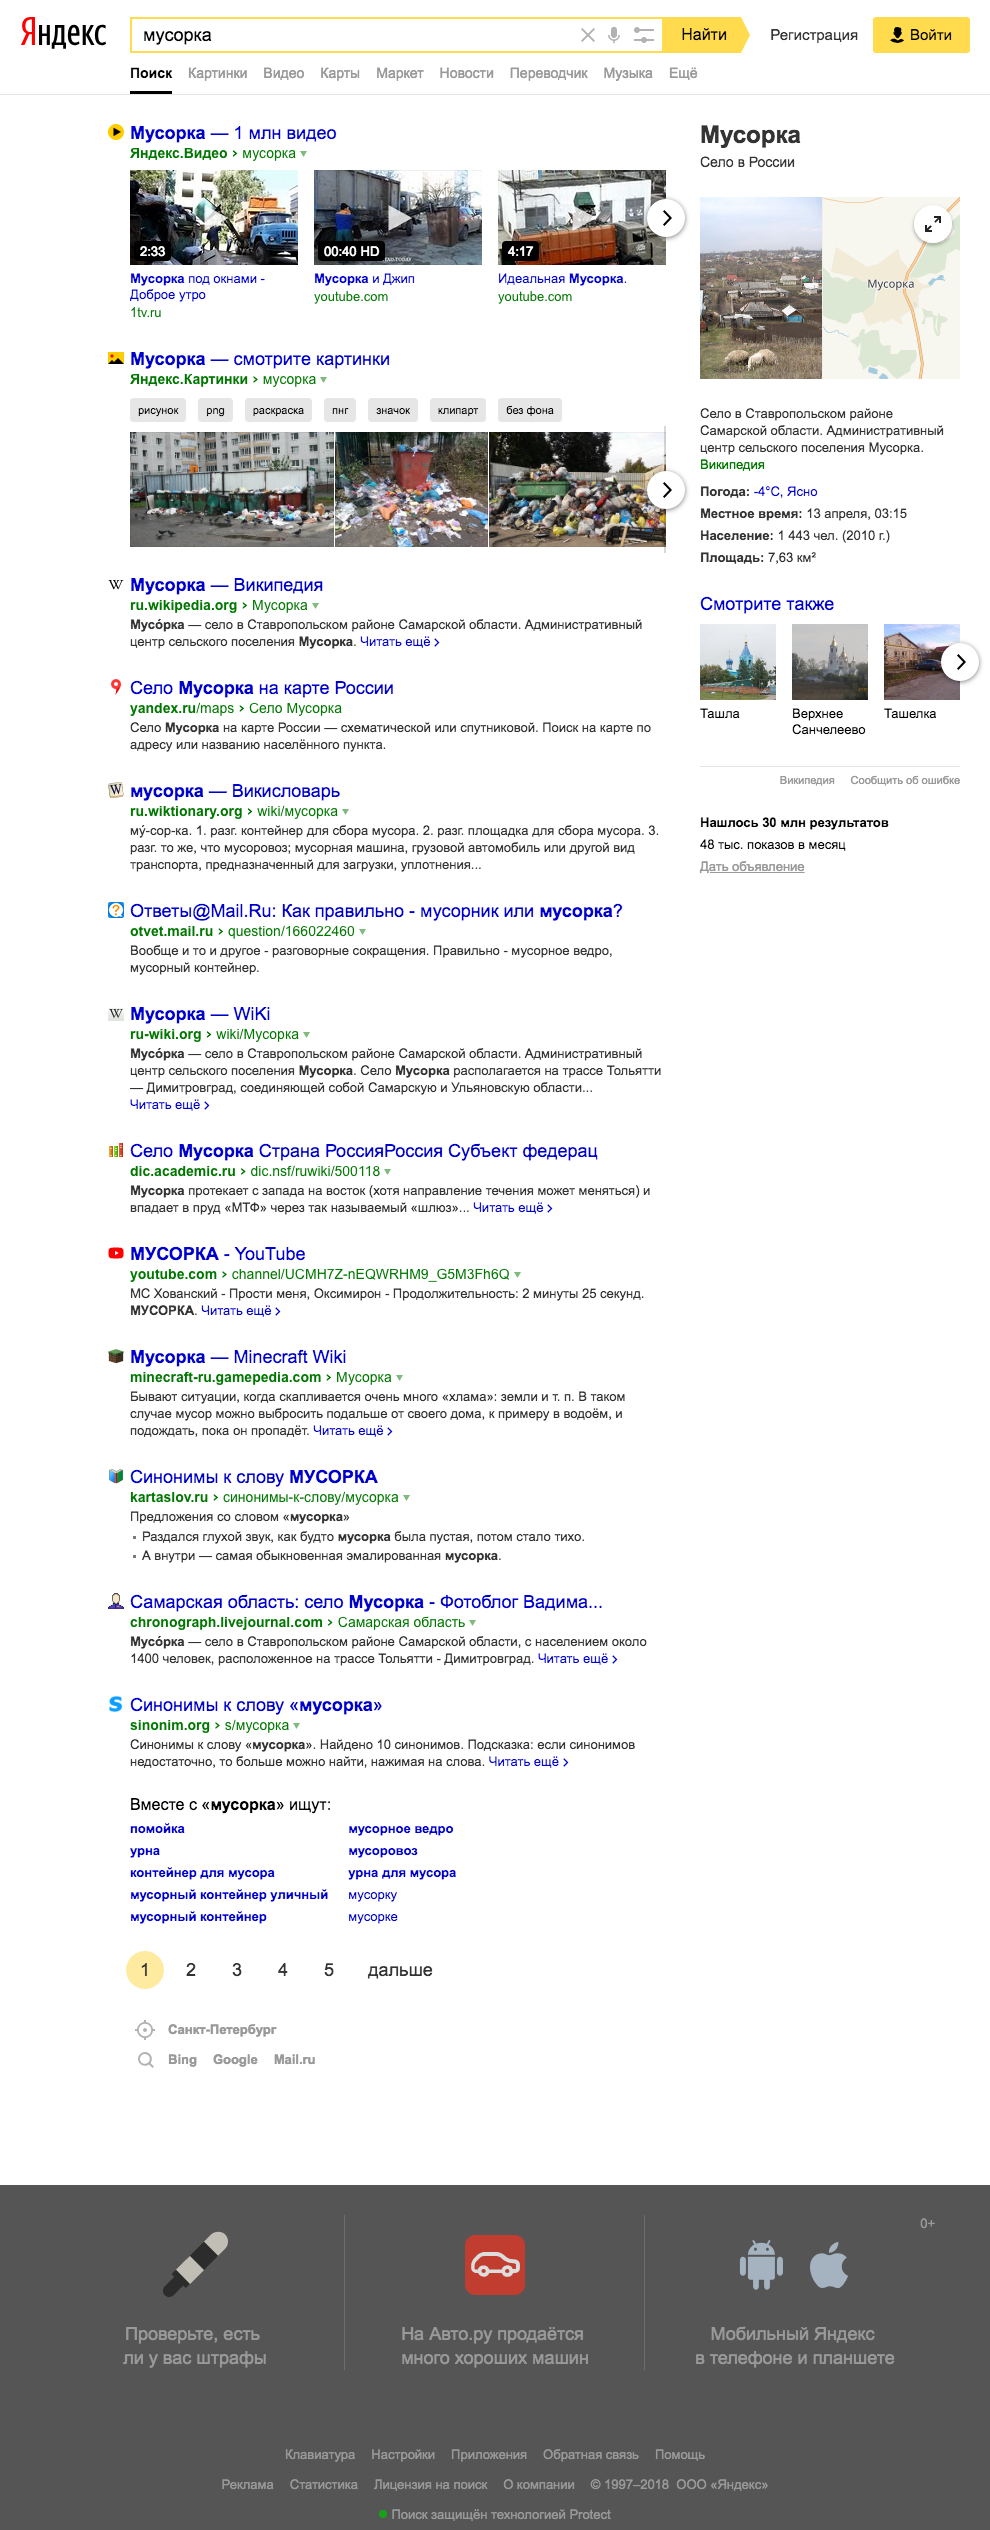 Яндекс
мусорка
Найти
Регистрация
Войти
Поиск Картинки Видео Карты Маркет Новости Переводчик Музыка Ещё
Мусорка — 1 млн видео
Яндекс.Видео › мусорка
2:33
00:40 HD
4:17
Мусорка под окнами -
Доброе утро
1tv.ru
Мусорка и Джип
youtube.com
Идеальная Мусорка.
youtube.com
Мусорка — смотрите картинки
Яндекс.Картинки › мусорка
рисунок png раскраска пнг значок клипарт без фона
Мусорка — Википедия
ru.wikipedia.org › Мусорка
Мусо́рка — село в Ставропольском районе Самарской области. Административный
центр сельского поселения Мусорка. Читать ещё ›
Село Мусорка на карте России
yandex.ru/maps › Село Мусорка
Село Мусорка на карте России — схематической или спутниковой. Поиск на карте по
адресу или названию населённого пункта.
мусорка — Викисловарь
ru.wiktionary.org › wiki/мусорка
му́-сор-ка. 1. разг. контейнер для сбора мусора. 2. разг. площадка для сбора мусора. 3.
разг. то же, что мусоровоз; мусорная машина, грузовой автомобиль или другой вид
транспорта, предназначенный для загрузки, уплотнения...
Ответы@Mail.Ru: Как правильно - мусорник или мусорка?
otvet.mail.ru › question/166022460
Вообще и то и другое - разговорные сокращения. Правильно - мусорное ведро,
мусорный контейнер.
Мусорка — WiKi
ru-wiki.org › wiki/Мусорка
Мусо́рка — село в Ставропольском районе Самарской области. Административный
центр сельского поселения Мусорка. Село Мусорка располагается на трассе Тольятти
— Димитровград, соединяющей собой Самарскую и Ульяновскую области...
Читать ещё ›
Село Мусорка Страна РоссияРоссия Субъект федерац
dic.academic.ru › dic.nsf/ruwiki/500118
Мусорка протекает с запада на восток (хотя направление течения может меняться) и
впадает в пруд «МТФ» через так называемый «шлюз»... Читать ещё ›
МУСОРКА - YouTube
youtube.com › channel/UCMH7Z-nEQWRHM9_G5M3Fh6Q
МС Хованский - Прости меня, Оксимирон - Продолжительность: 2 минуты 25 секунд.
МУСОРКА. Читать ещё ›
Мусорка — Minecraft Wiki
minecraft-ru.gamepedia.com › Мусорка
Бывают ситуации, когда скапливается очень много «хлама»: земли и т. п. В таком
случае мусор можно выбросить подальше от своего дома, к примеру в водоём, и
подождать, пока он пропадёт. Читать ещё ›
Синонимы к слову МУСОРКА
kartaslov.ru › синонимы-к-слову/мусорка
Предложения со словом «мусорка»
Раздался глухой звук, как будто мусорка была пустая, потом стало тихо.
А внутри — самая обыкновенная эмалированная мусорка.
Самарская область: село Мусорка - Фотоблог Вадима...
chronograph.livejournal.com › Самарская область
Мусо́рка — село в Ставропольском районе Самарской области, с населением около
1400 человек, расположенное на трассе Тольятти - Димитровград. Читать ещё ›
Синонимы к слову «мусорка»
sinonim.org › s/мусорка
Синонимы к слову «мусорка». Найдено 10 синонимов. Подсказка: если синонимов
недостаточно, то больше можно найти, нажимая на слова. Читать ещё ›
Вместе с «мусорка» ищут:
помойка
урна
контейнер для мусора
мусорный контейнер уличный
мусорный контейнер
мусорное ведро
мусоровоз
урна для мусора
мусорку
мусорке
1 2 3 4 5 дальше
Санкт-Петербург
Bing Google Mail.ru
Мусорка
Село в России
Мусорка
Село в Ставропольском районе
Самарской области. Административный
центр сельского поселения Мусорка.
Википедия
Погода: -4°C, Ясно
Местное время: 13 апреля, 03:15
Население: 1 443 чел. (2010 г.)
Площадь: 7,63 км²
Смотрите также
Ташла
Верхнее
Санчелеево
Ташелка
Википедия Сообщить об ошибке
Нашлось 30 млн результатов
48 тыс. показов в месяц
Дать объявление
0+
Проверьте, есть
ли у вас штрафы
На Авто.ру продаётся
много хороших машин
Мобильный Яндекс
в телефоне и планшете
Клавиатура Настройки Приложения Обратная связь Помощь
Реклама Статистика Лицензия на поиск О компании © 1997–2018 ООО «Яндекс»
Поиск защищён технологией Protect